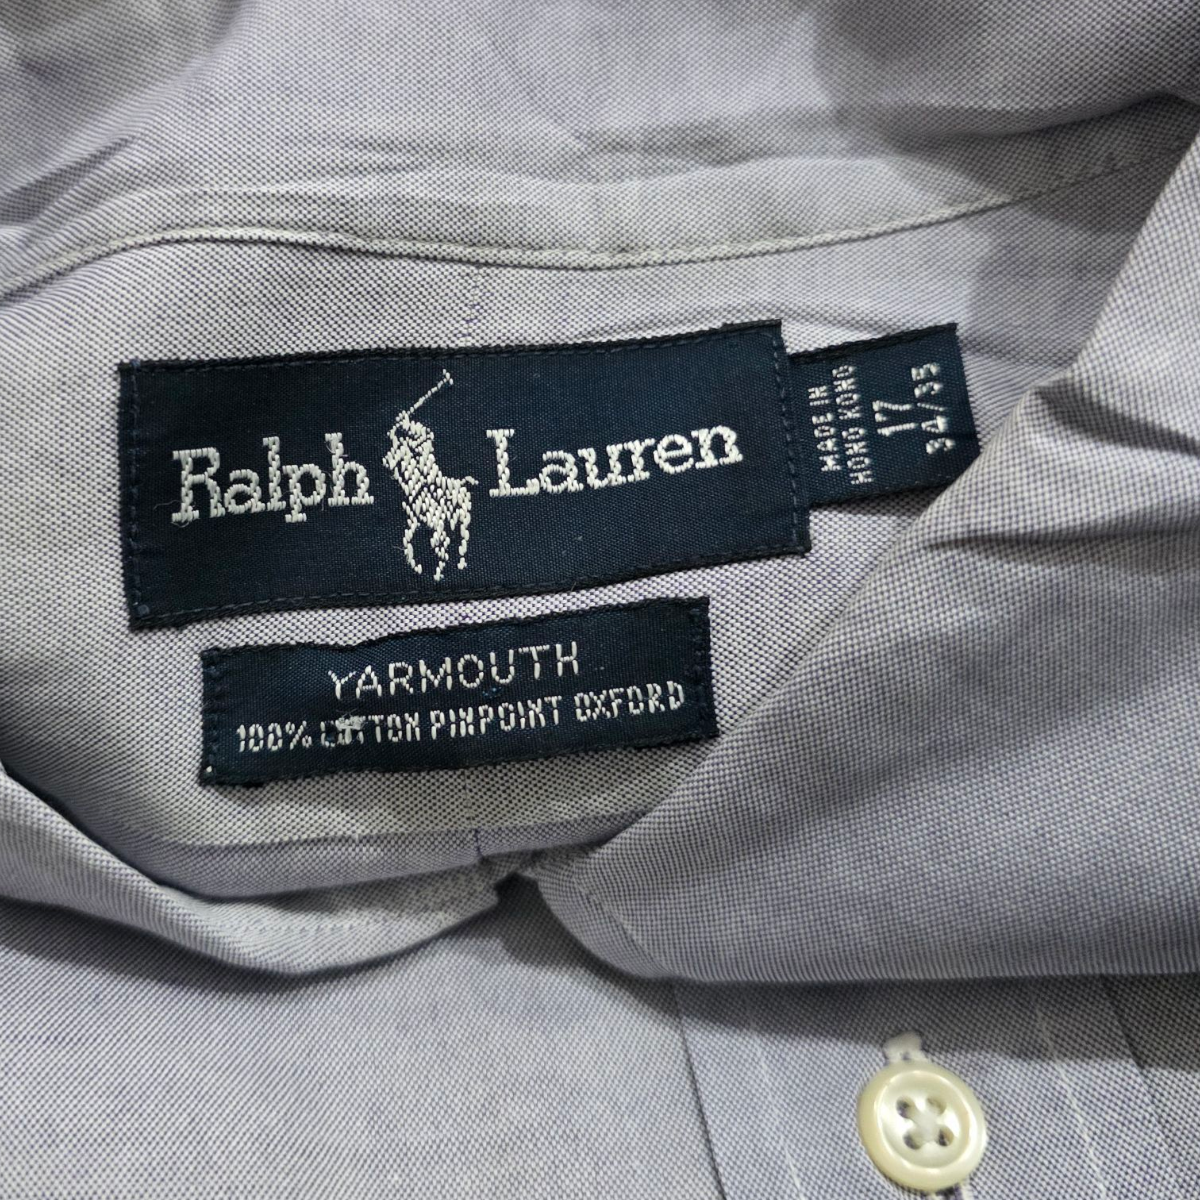 Ralph Lauren
MADE IN
HONG KONG
17
34/35
YARMOUTH
100% COTTON PINPOINT OXFORD